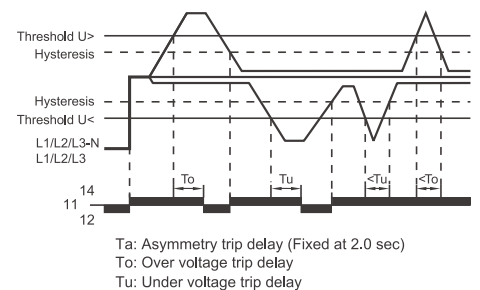 Threshold U>
Hysteresis
Hysteresis
Threshold U<
L1/L2/L3-N
L1/L2/L3
To
Tu
<Tu
<To
14
11
12
Ta: Asymmetry trip delay (Fixed at 2.0 sec)
To: Over voltage trip delay
Tu: Under voltage trip delay